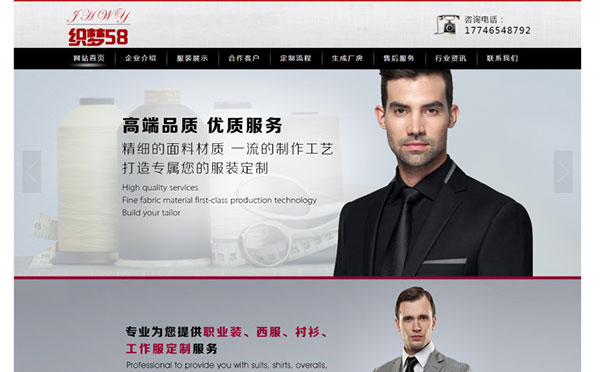 JHWY
织梦58
咨询电话：
17746548792
网站首页 企业介绍 服装展示 合作客户 定制流程 生成厂房 售后服务 行业资讯 联系我们
高端品质 优质服务
精细的面料材质 一流的制作工艺
打造专属您的服装定制
High quality services
Fine fabric material first-class production technology
Build your tailor
专业为您提供职业装、西服、衬衫、
工作服定制服务
Professional to provide you with suits, shirts, overalls,